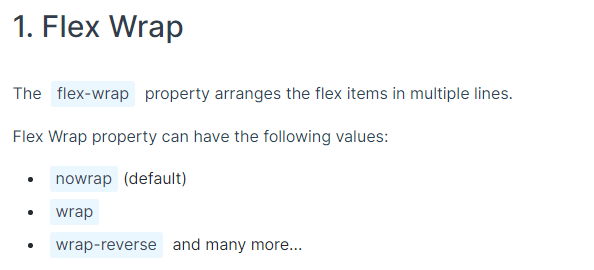 1. Flex Wrap
The flex-wrap property arranges the flex items in multiple lines.
Flex Wrap property can have the following values:
• nowrap (default)
• wrap
• wrap-reverse and many more...